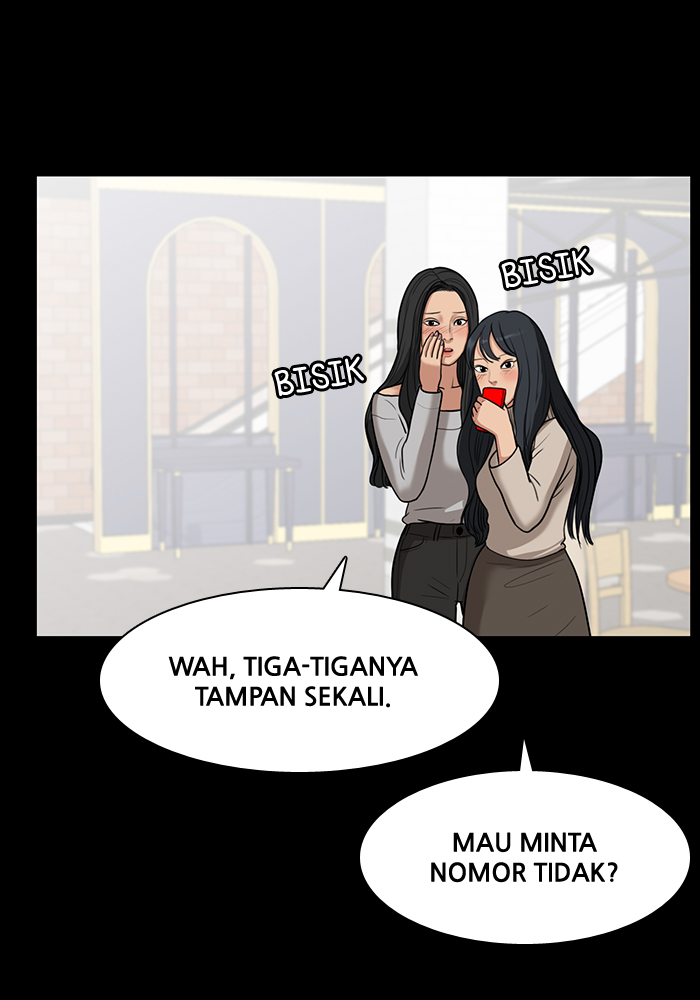 BISIK
BISIK
WAH, TIGA-TIGANYA
TAMPAN SEKALI.
MAU MINTA
NOMOR TIDAK?